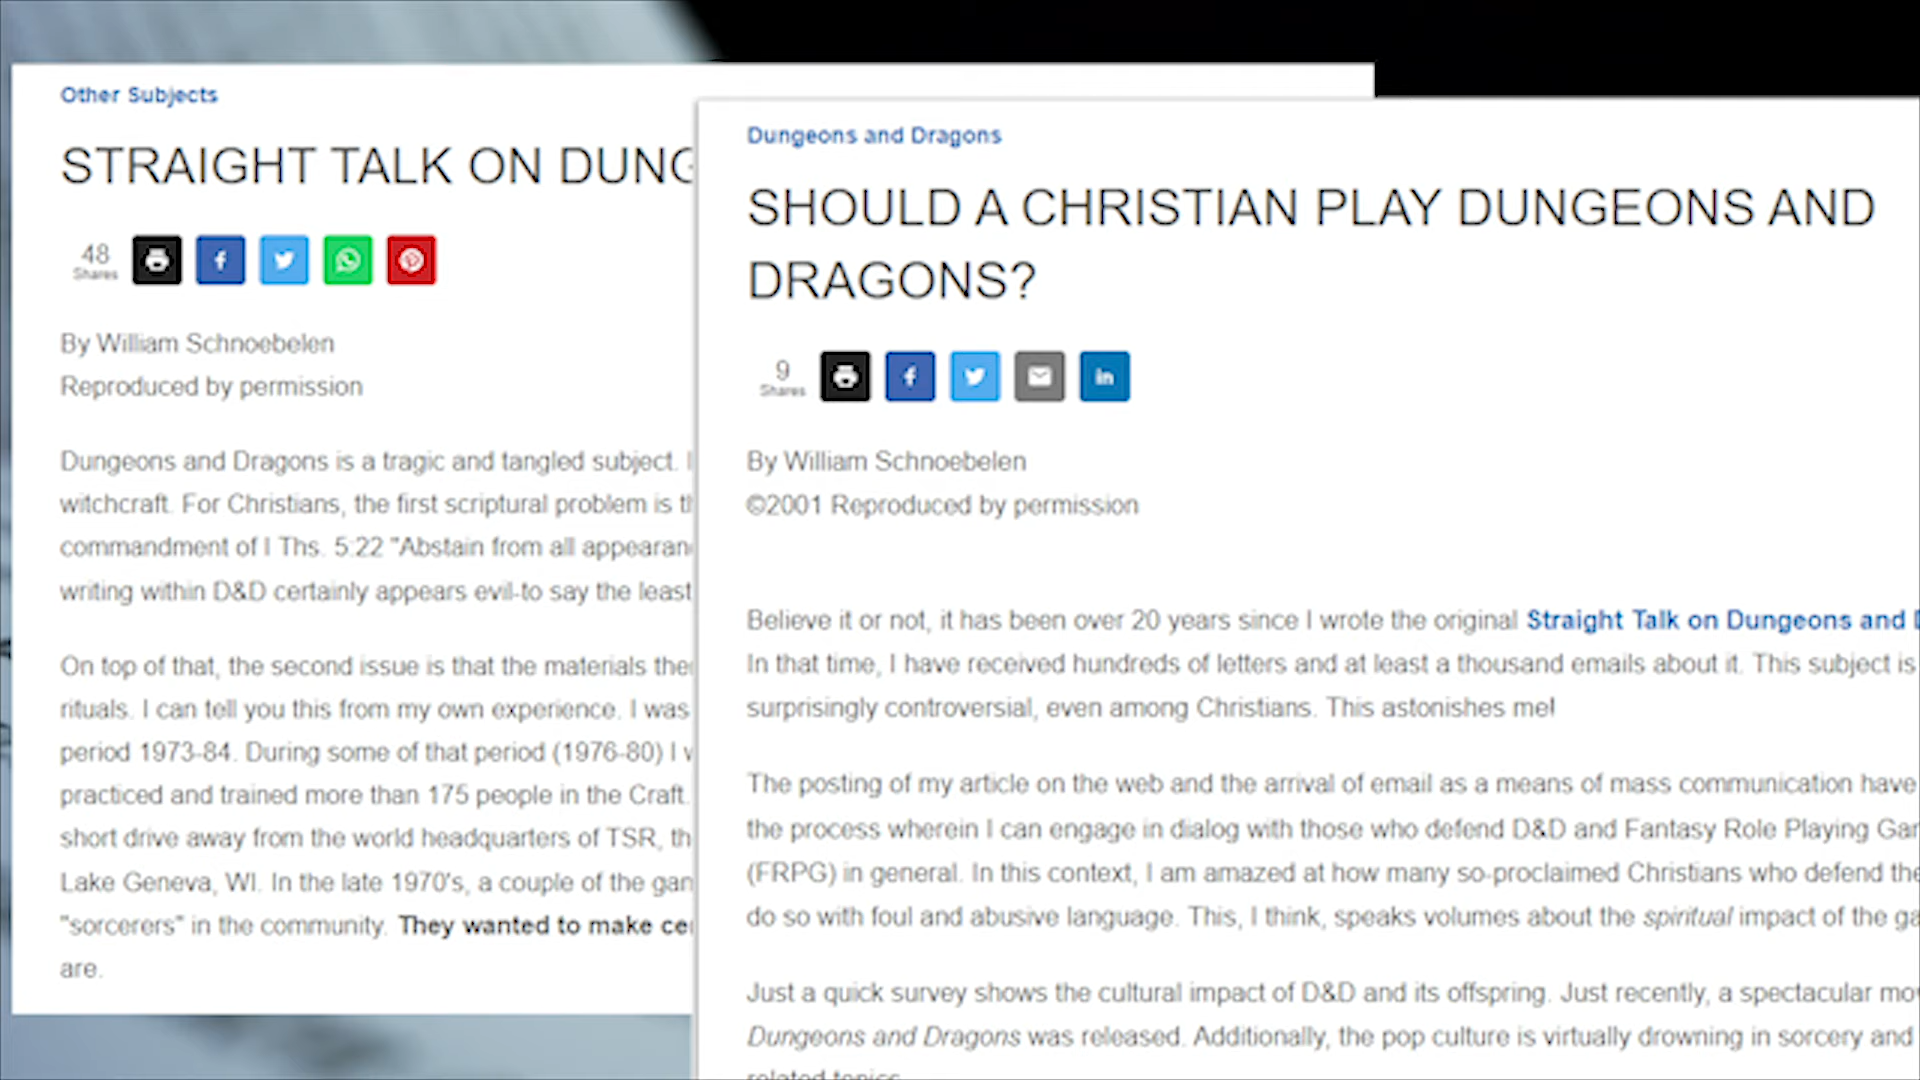 Other Subjects
STRAIGHT TALK ON DUNG
48
Shares
By William Schnoebelen
Reproduced by permission
Dungeons and Dragons is a tragic and tangled subject.
witchcraft. For Christians, the first scriptural problem is
commandment of I Ths. 5:22 "Abstain from all
writing within D&D certainly appears evil-to say the least
On top of that, the second issue is that the materials
rituals. I can tell you this from my own experience. I was
period 1973-84. During some of that period (1976-80) I
practiced and trained more than 175 people in the Craft.
short drive away from the world headquarters of TSR,
Lake Geneva, WI. In the late 1970's, a couple of the
"sorcerers" in the community. They wanted to make
are.
Dungeons and Dragons
SHOULD A CHRISTIAN PLAY DUNGEONS AND
DRAGONS?
9
Shares
in
By William Schnoebelen
©2001 Reproduced by permission
Believe it or not, it has been over 20 years since I wrote the original Straight Talk on Dungeons and
In that time, I have received hundreds of letters and at least a thousand emails about it. This subject is
surprisingly controversial, even among Christians. This astonishes me!
The posting of my article on the web and the arrival of email as a means of mass communication have
the process wherein I can engage in dialog with those who defend D&D and Fantasy Role Playing
(FRPG) in general. In this context, I am amazed at how many so-proclaimed Christians who defend
do so with foul and abusive language. This, I think, speaks volumes about the spiritual impact of the
Just a quick survey shows the cultural impact of D&D and its offspring. Just recently, a spectacular
Dungeons and Dragons was released. Additionally, the pop culture is virtually drowning in sorcery and
related topics